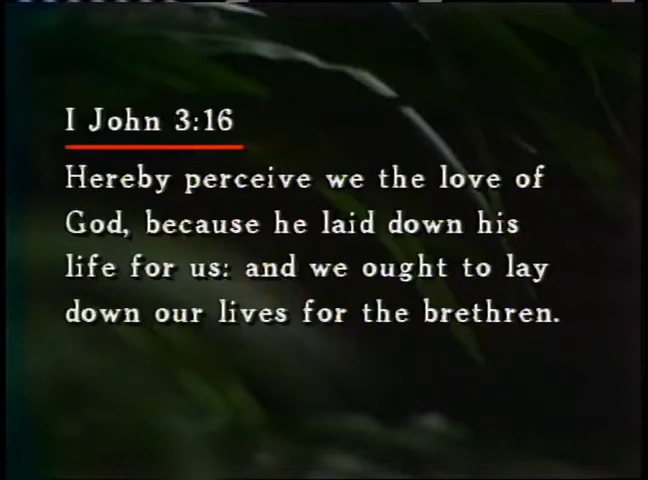 I John 3:16
Hereby perceive we the love of
God, because he laid down his
life for us: and we ought to lay
down our lives for the brethren.